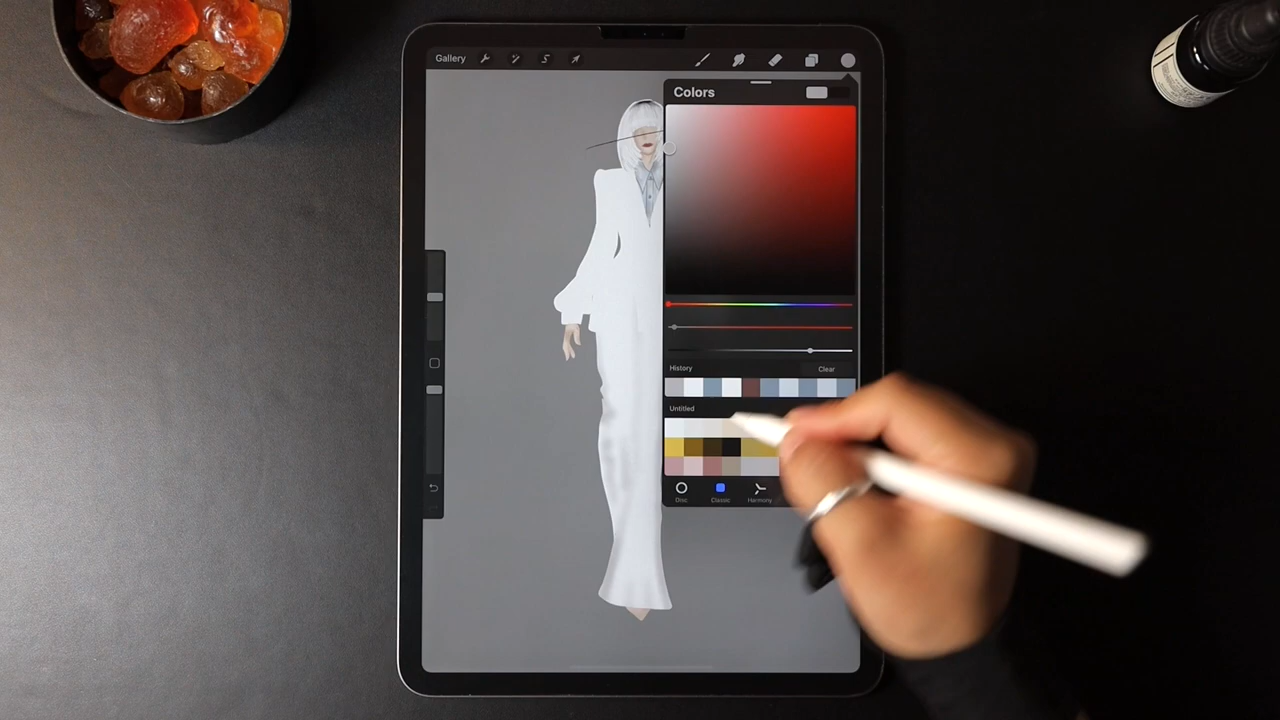 Gallery
Colors
History
Clear
Untitled
Disc
Classic
Harmony